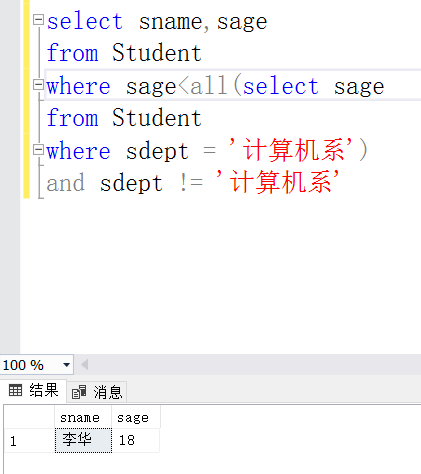 select sname,sage
from Student
where sage<all(select sage
from Student
where sdept = '计算机系')
and sdept != '计算机系'
100 %
结果 消息
sname sage
1 李华 18